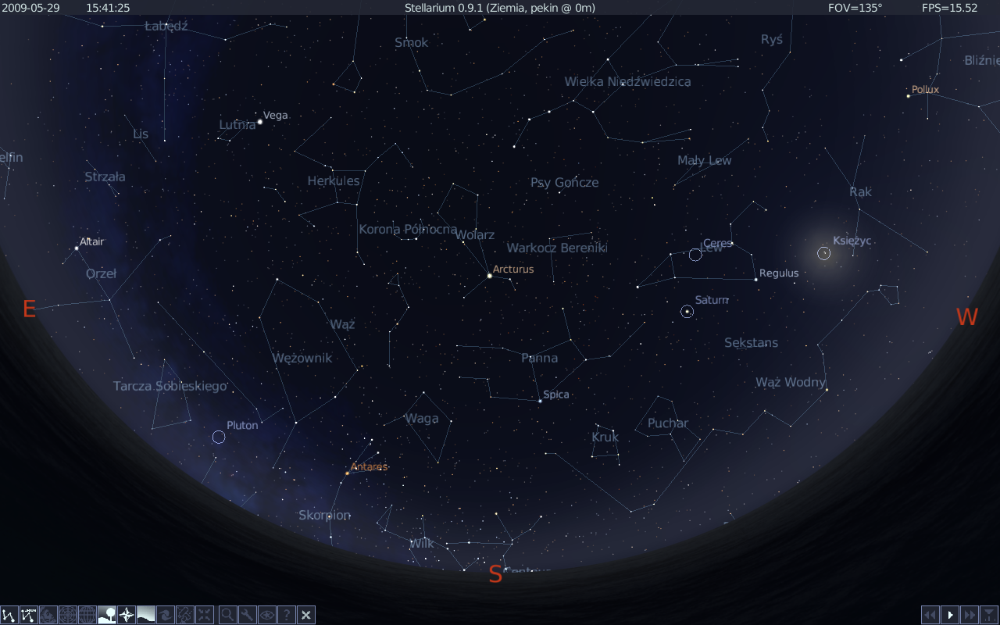 2009-05-29 15:41:25 Stellarium 0.9.1 (Ziemia, pekin @ 0m) FOV=135° FPS=15.52
Łabędź
Smok
Ryś
Bliźnie
Wielka Niedźwiedzica
Pollux
Vega
Lutnia
Lis
elfin
Mały Lew
Strzała
Herkules
Psy Gończe
Rak
Korona Północna
Wolarz
Altair
Warkocz Bereniki
Ceres
Lew
Księżyc
Arcturus
Regulus
Orzeł
Saturn
E
W
Wąż
Sekstans
Wężownik
Panna
Tarcza Sobieskiego
Wąż Wodny
Spica
Waga
Puchar
Pluton
Kruk
Antares
Skorpion
Wilk
S